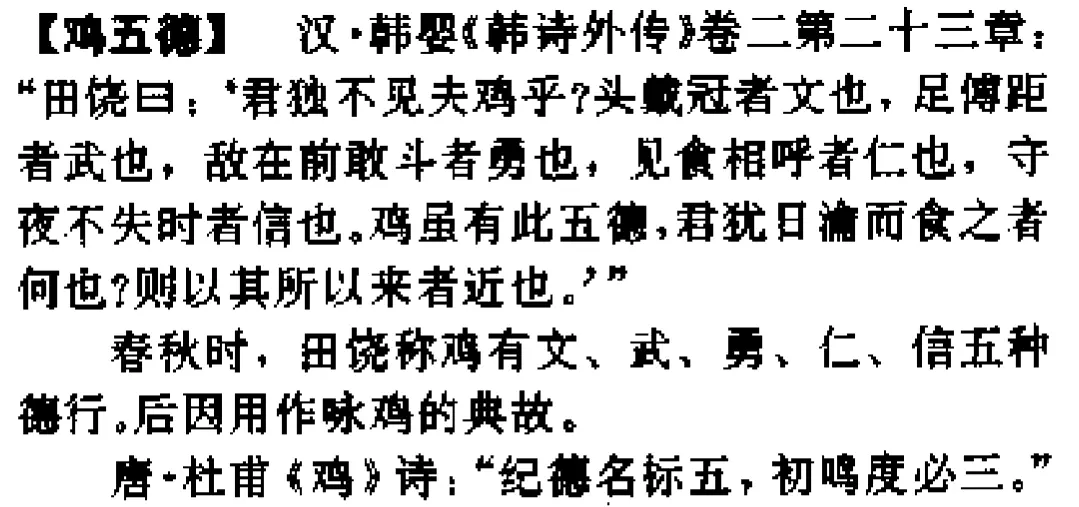 【鸡五德】 汉·韩婴《韩诗外传》卷二第二十三章：
“田饶曰：‘君独不见夫鸡乎？头戴冠者文也，足傅距
者武也，敌在前敢斗者勇也，见食相呼者仁也，守
夜不失时者信也。鸡虽有此五德，君犹日瀹而食之者
何也？则以其所以来者近也。’”
春秋时，田饶称鸡有文、武、勇、仁、信五种
德行。后因用作咏鸡的典故。
唐·杜甫《鸡》诗：“纪德名标五，初鸣度必三。”